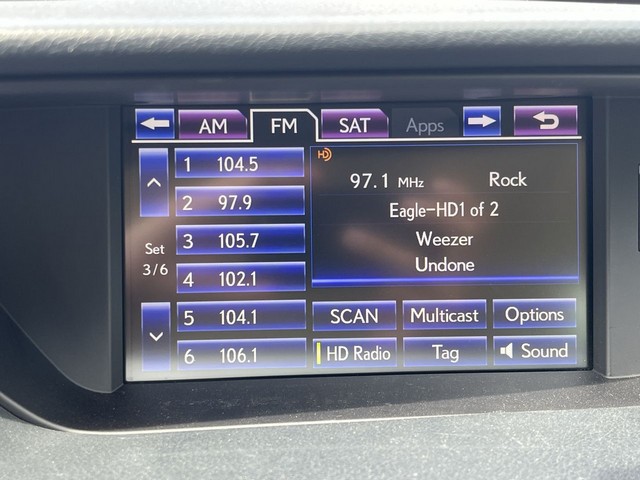 AM FM SAT Apps
1 104.5
2 97.9
3 105.7
4 102.1
5 104.1
6 106.1
Set
3/6
HD
97.1 MHz Rock
Eagle-HD1 of 2
Weezer
Undone
SCAN Multicast Options
HD Radio Tag Sound